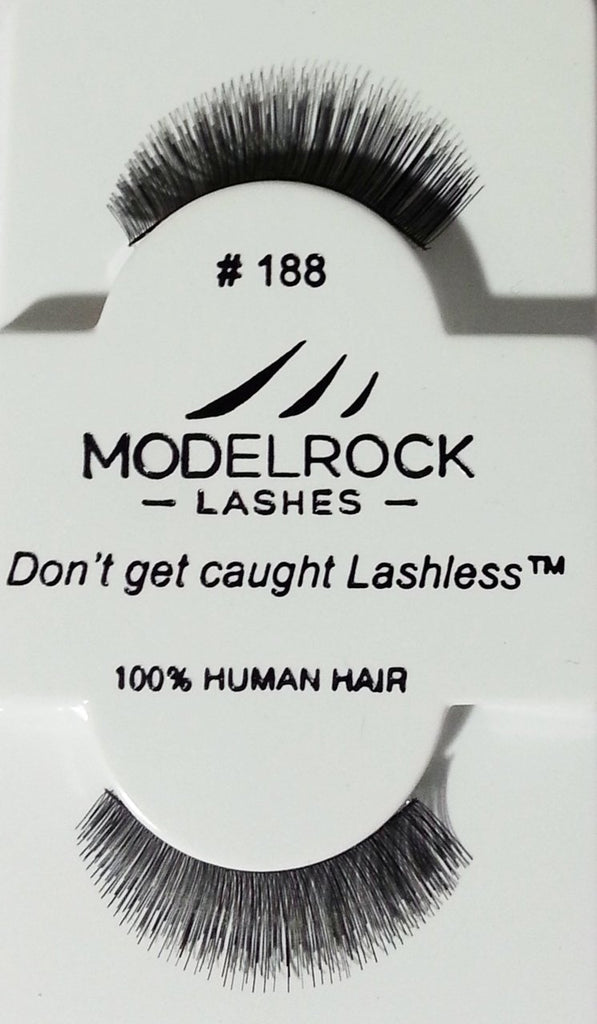 # 188
MODELROCK
- LASHES -
Don't get caught Lashless™
100% HUMAN HAIR